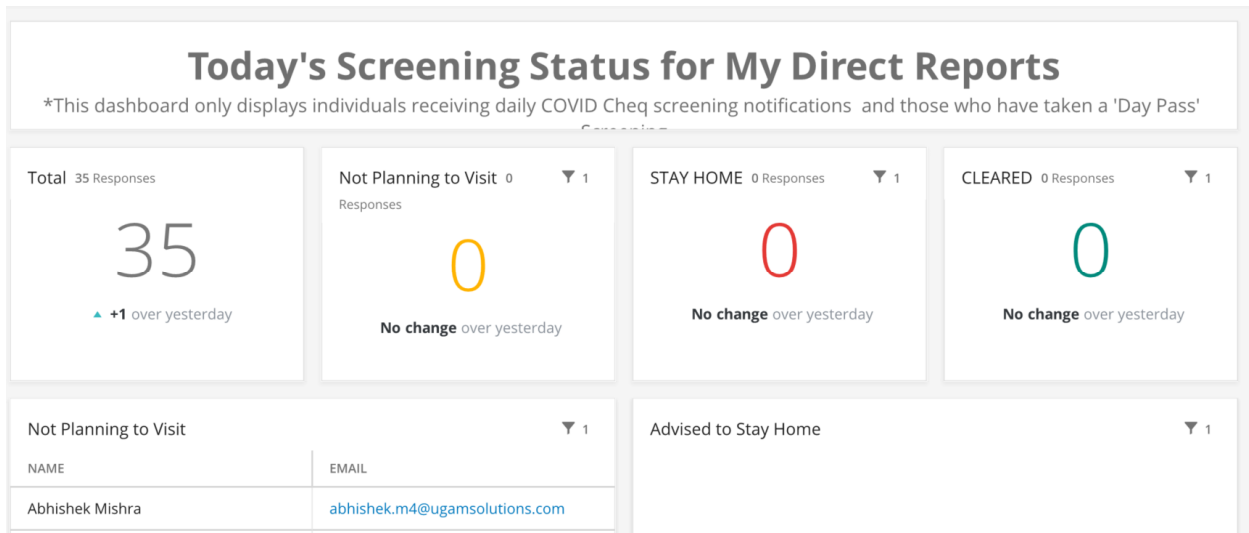 Today's Screening Status for My Direct Reports
*This dashboard only displays individuals receiving daily COVID Cheq screening notifications and those who have taken a 'Day Pass'
Screening
Total 35 Responses
35
+1 over yesterday
Not Planning to Visit 0
Responses
1
0
No change over yesterday
STAY HOME 0 Responses
1
0
No change over yesterday
CLEARED 0 Responses
1
0
No change over yesterday
Not Planning to Visit
1
NAME
EMAIL
Abhishek Mishra
abhishek.m4@ugamsolutions.com
Advised to Stay Home
1